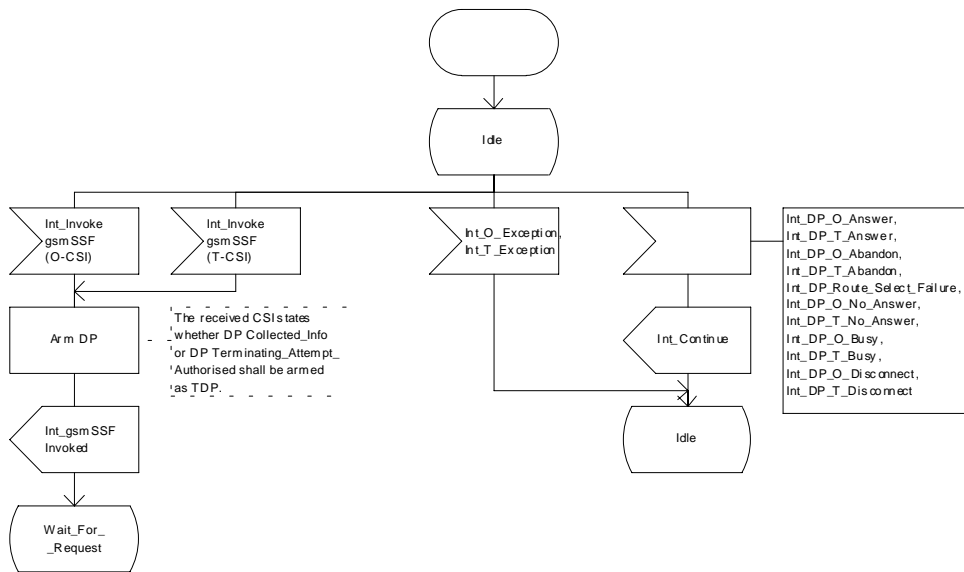 Idle
Int_Invoke
gsmSSF
(O-CSI)
Int_Invoke
gsmSSF
(T-CSI)
Int_O_Exception,
Int_T_Exception
Int_DP_O_Answer,
Int_DP_T_Answer,
Int_DP_O_Abandon,
Int_DP_T_Abandon,
Int_DP_Route_Select_Failure,
Int_DP_O_No_Answer,
Int_DP_T_No_Answer,
Int_DP_O_Busy,
Int_DP_T_Busy,
Int_DP_O_Disconnect,
Int_DP_T_Disconnect
Arm DP
The received CSI states
whether DP Collected_Info
or DP Terminating_Attempt_
Authorised shall be armed
as TDP.
Int_Continue
Int_gsmSSF
Invoked
Idle
Wait_For_
_Request